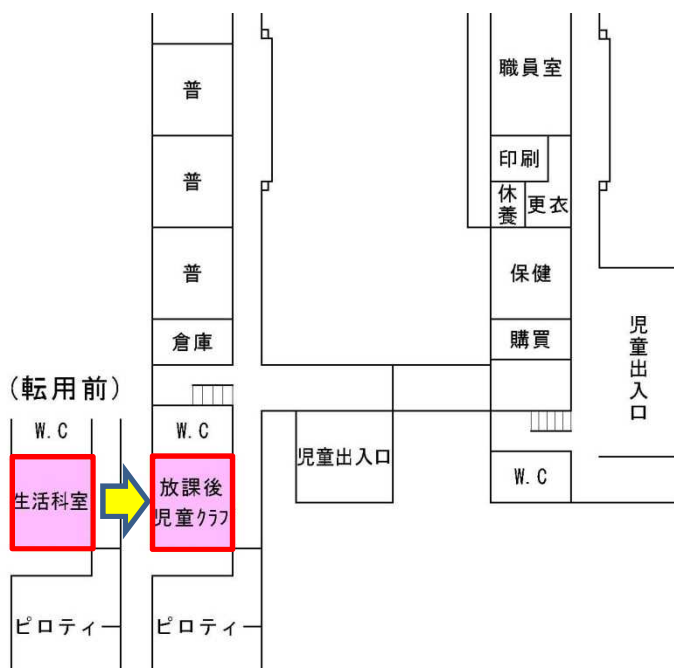 普
普
普
倉庫
(転用前)
W.C
生活科室
ピロティー
W.C
放課後
児童クラフ
ピロティー
児童出入口
職員室
印刷
休養
更衣
保健
購買
W.C
児童出入口